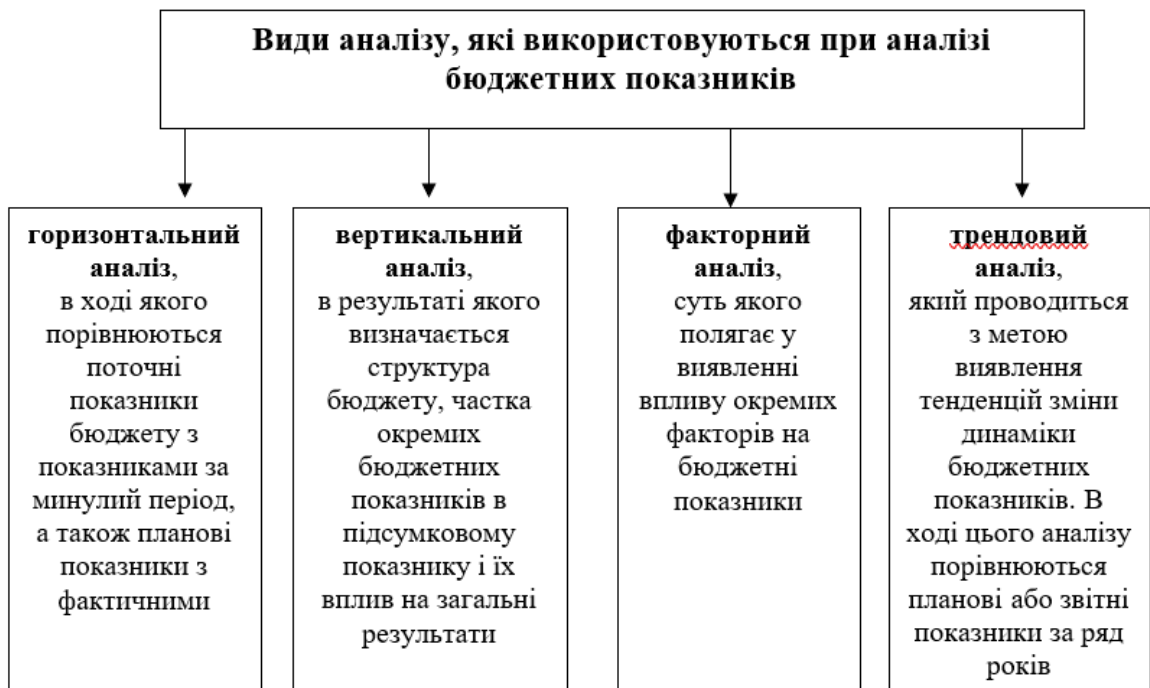 Види аналізу, які використовуються при аналізі
бюджетних показників
горизонтальний
аналіз,
в ході якого
порівнюються
поточні
показники
бюджету з
показниками за
минулий період,
а також планові
показники з
фактичними
вертикальний
аналіз,
в результаті якого
визначається
структура
бюджету, частка
окремих
бюджетних
показників в
підсумковому
показнику і їх
вплив на загальні
результати
факторний
аналіз,
суть якого
полягає у
виявленні
впливу окремих
факторів на
бюджетні
показники
трендовий
аналіз,
який проводиться
з метою
виявлення
тенденцій зміни
динаміки
бюджетних
показників. В
ході цього аналізу
порівнюються
планові або звітні
показники за ряд
років